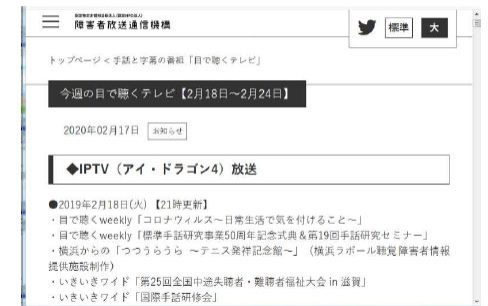 障害者放送通信機構
標準 大
トップページ < 手話と字幕の番組「目で聴くテレビ」
今週の目で聴くテレビ【2月18日～2月24日】
2020年02月17日 お知らせ
◆IPTV（アイ・ドラゴン4）放送
●2019年2月18日(火) 【21時更新】
・目で聴くweekly「コロナウィルス～日常生活で気を付けること～」
・目で聴くweekly「標準手話研究事業50周年記念式典＆第19回手話研究セミナー」
・横浜からの「つつうらうら ～テニス発祥記念館～」（横浜ラポール聴覚障害者情報
提供施設制作）
・いきいきワイド「第25回全国中途失聴者・難聴者福祉大会 in 滋賀」
・いきいきワイド「国際手話研修会」